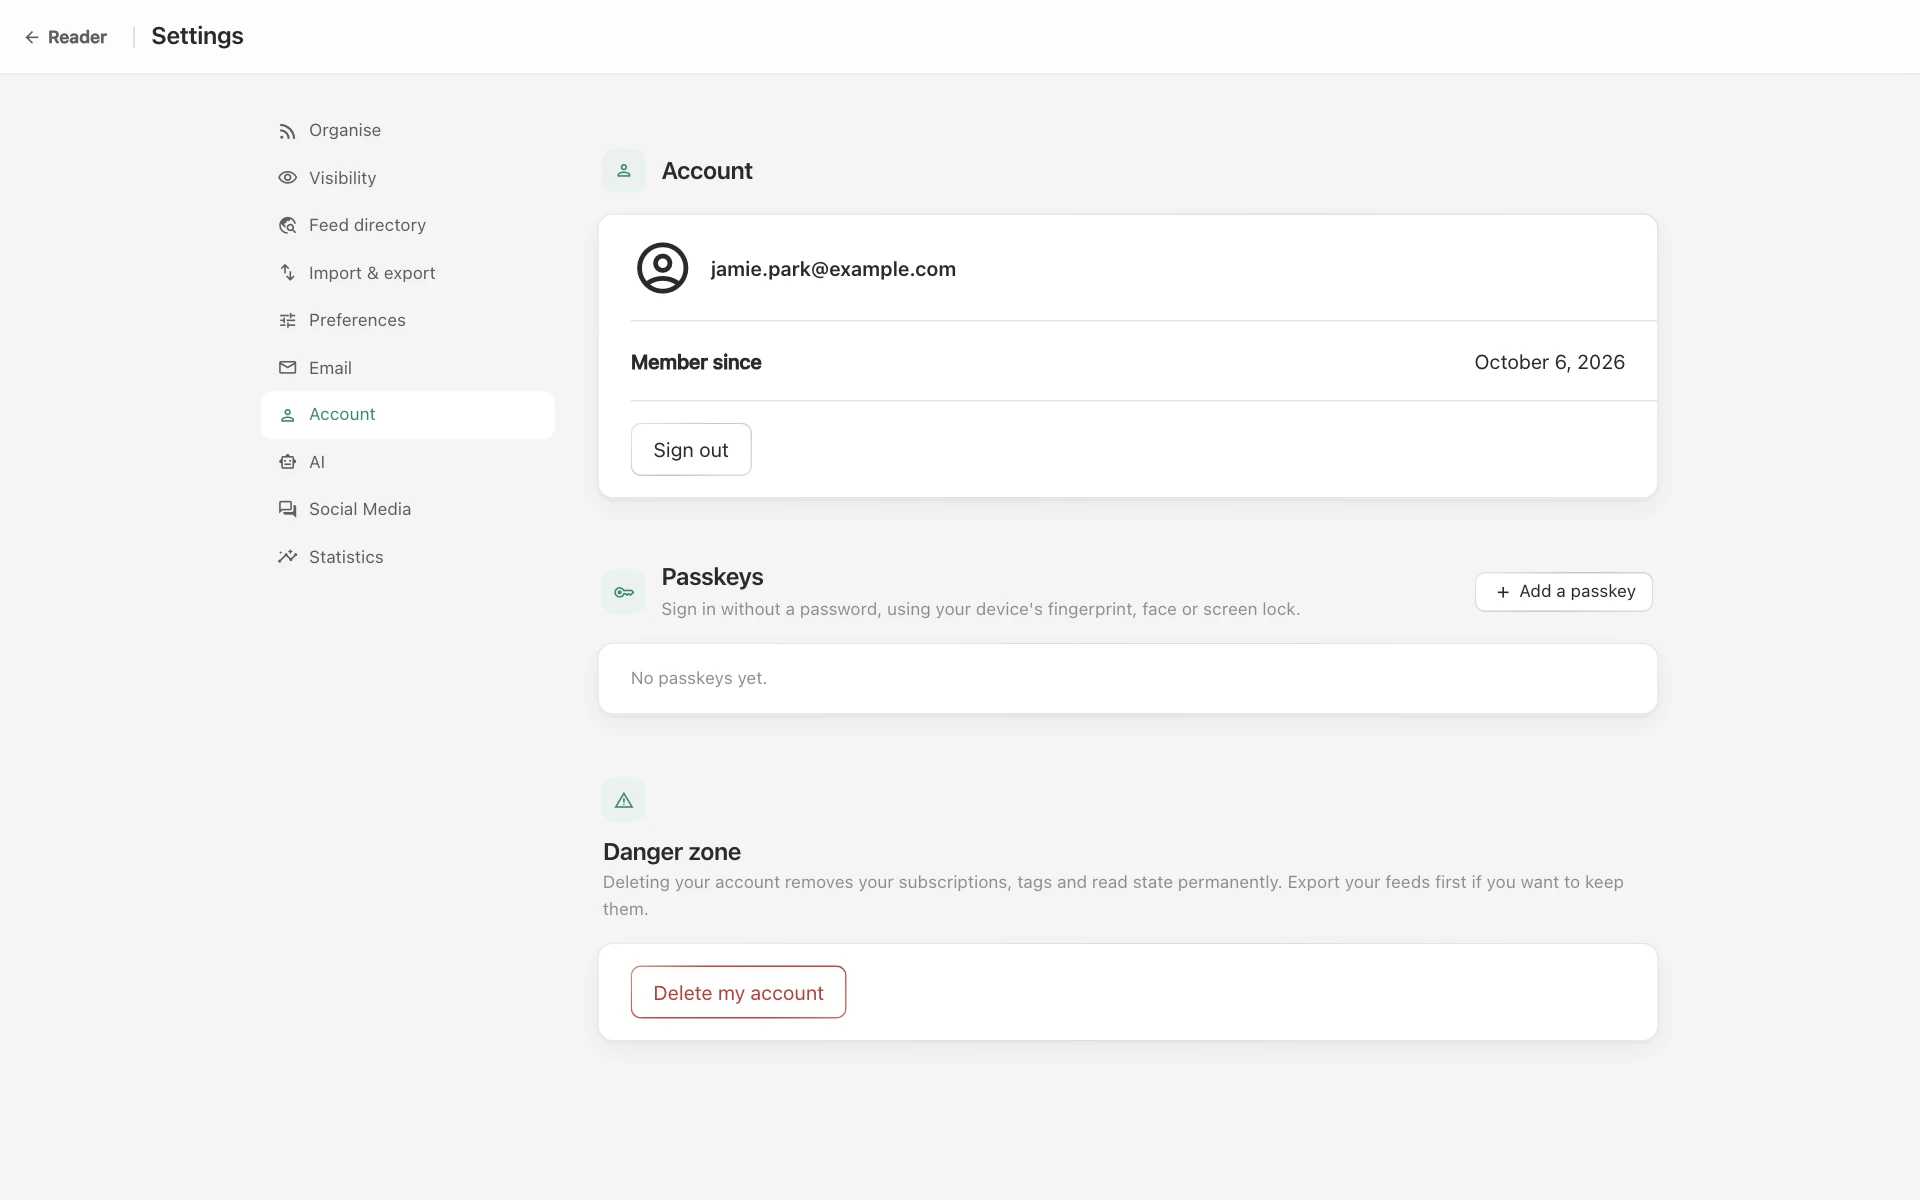 Reader
Settings
Organise
Visibility
Feed directory
Import & export
Preferences
Email
Account
AI
Social Media
Statistics
Account
jamie.park@example.com
Member since
October 6, 2026
Sign out
Passkeys
Sign in without a password, using your device's fingerprint, face or screen lock.
Add a passkey
No passkeys yet.
Danger zone
Deleting your account removes your subscriptions, tags and read state permanently. Export your feeds first if you want to keep
them.
Delete my account